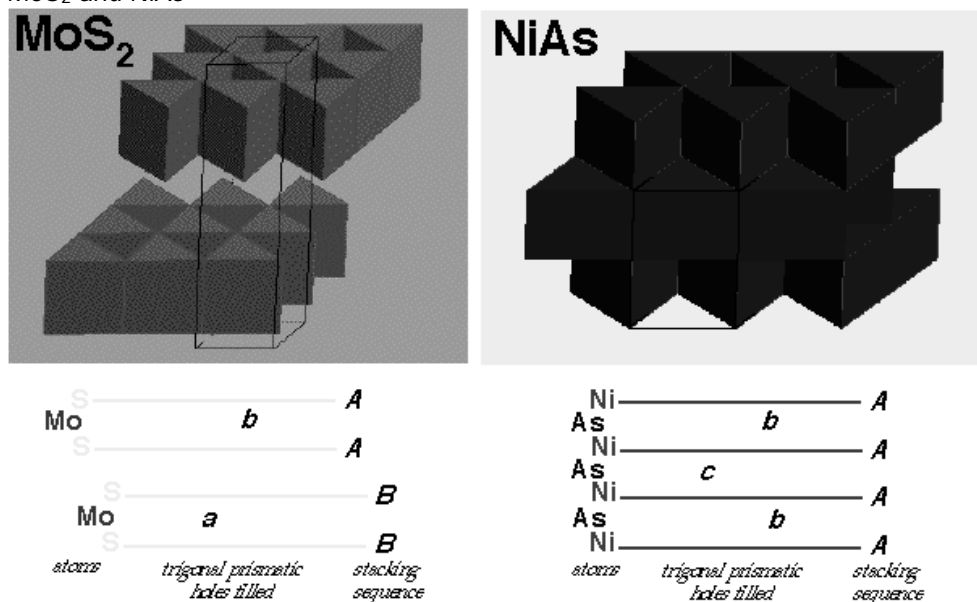 MoS₂ and NiAs
MoS₂
NiAs
S A
Mo b
S A
S B
Mo a
S B
atoms trigonal prismatic holes filled stacking sequence
Ni A
As b
Ni A
As c
Ni A
As b
Ni A
atoms trigonal prismatic holes filled stacking sequence